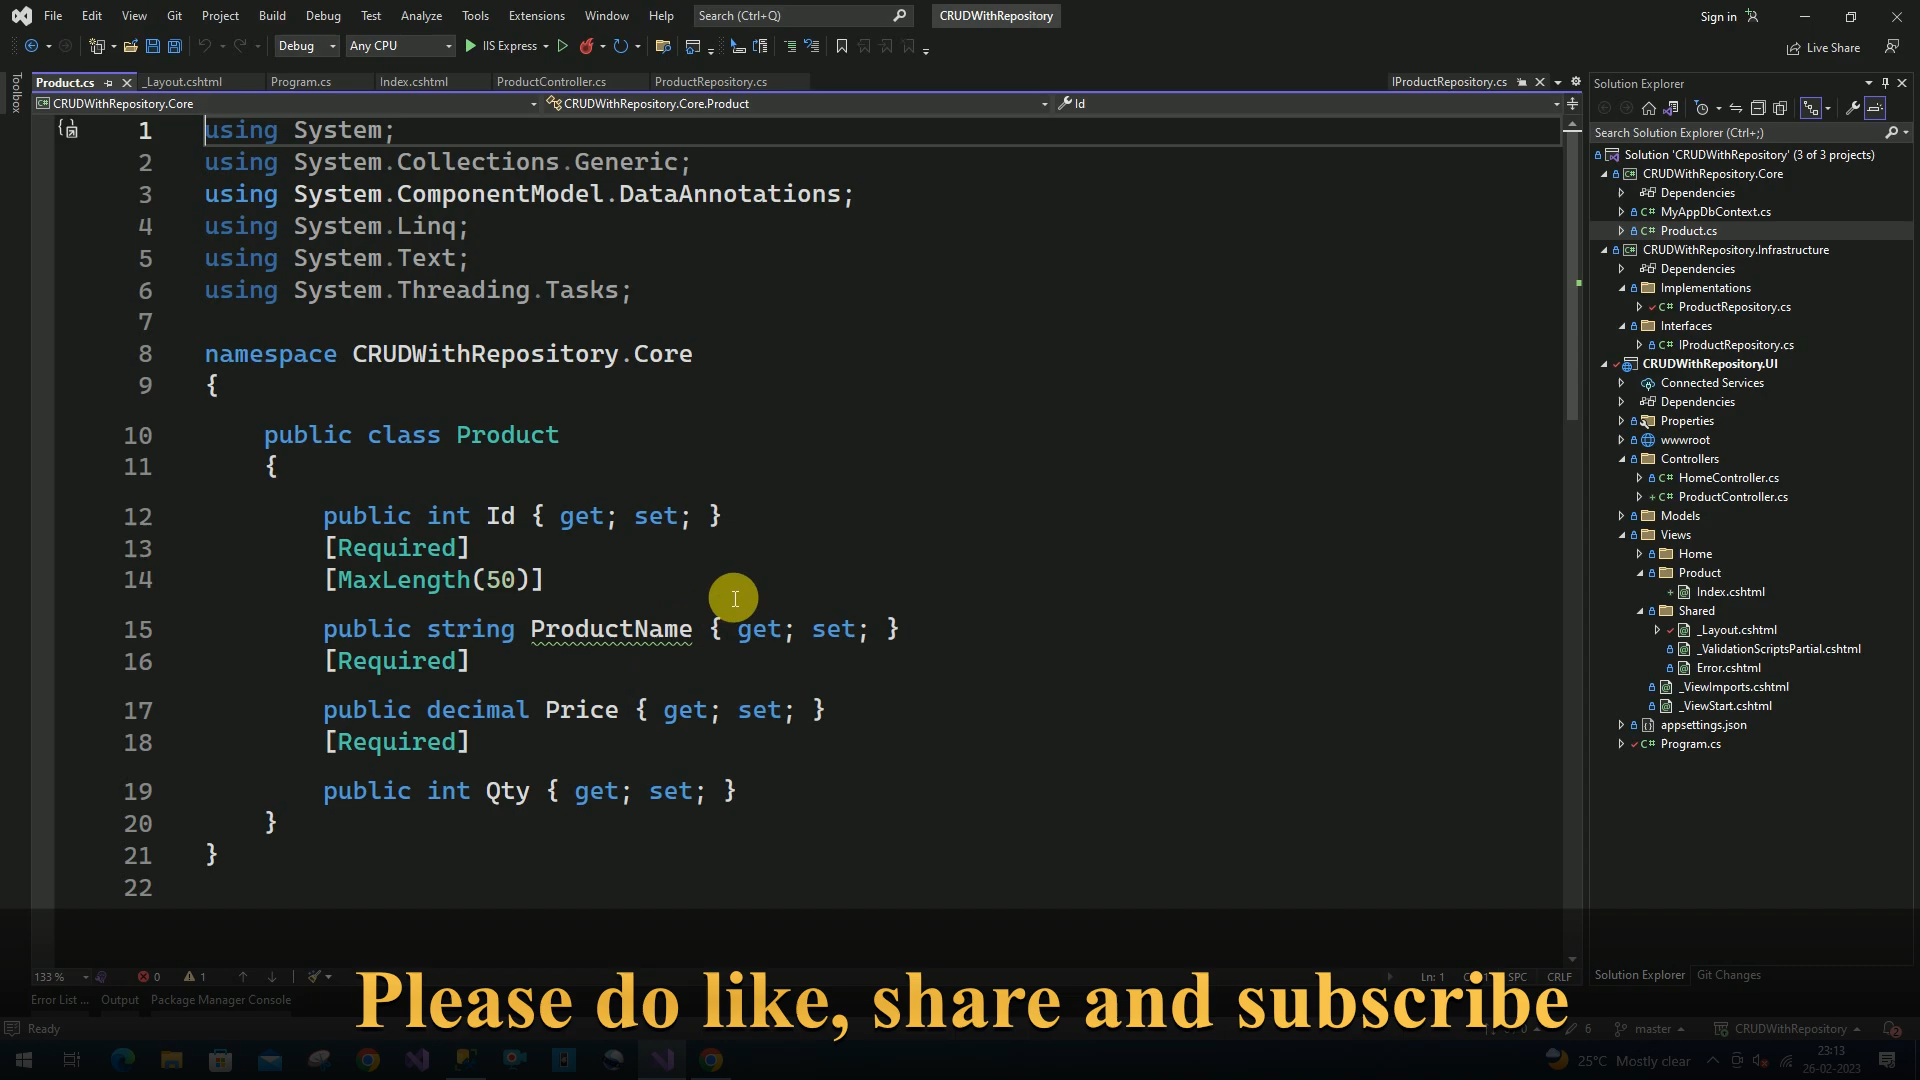 File Edit View Git Project Build Debug Test Analyze Tools Extensions Window Help Search (Ctrl+Q) CRUDWithRepository Sign in
Debug Any CPU IIS Express Live Share
Toolbox
Product.cs _Layout.cshtml Program.cs Index.cshtml ProductController.cs ProductRepository.cs IProductRepository.cs
CRUDWithRepository.Core CRUDWithRepository.Core.Product Id
1 using System;
2 using System.Collections.Generic;
3 using System.ComponentModel.DataAnnotations;
4 using System.Linq;
5 using System.Text;
6 using System.Threading.Tasks;
7
8 namespace CRUDWithRepository.Core
9 {
10 public class Product
11 {
12 public int Id { get; set; }
13 [Required]
14 [MaxLength(50)]
15 public string ProductName { get; set; }
16 [Required]
17 public decimal Price { get; set; }
18 [Required]
19 public int Qty { get; set; }
20 }
21 }
22
133 % 0 1 Ln: 1 SPC CRLF
Error List ... Output Package Manager Console
Solution Explorer
Search Solution Explorer (Ctrl+;)
Solution 'CRUDWithRepository' (3 of 3 projects)
CRUDWithRepository.Core
Dependencies
C# MyAppDbContext.cs
C# Product.cs
CRUDWithRepository.Infrastructure
Dependencies
Implementations
C# ProductRepository.cs
Interfaces
C# IProductRepository.cs
CRUDWithRepository.UI
Connected Services
Dependencies
Properties
wwwroot
Controllers
C# HomeController.cs
C# ProductController.cs
Models
Views
Home
Product
Index.cshtml
Shared
_Layout.cshtml
_ValidationScriptsPartial.cshtml
Error.cshtml
_ViewImports.cshtml
_ViewStart.cshtml
appsettings.json
C# Program.cs
Solution Explorer Git Changes
Please do like, share and subscribe
Ready 6 master CRUDWithRepository
25°C Mostly clear 23:13
26-02-2023